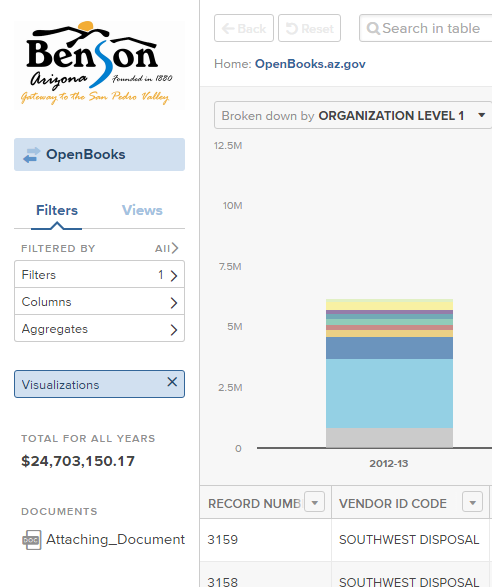 Benson
Arizona Founded in 1880
Gateway to the San Pedro Valley
OpenBooks
Filters Views
FILTERED BY All
Filters 1
Columns
Aggregates
Visualizations
TOTAL FOR ALL YEARS
$24,703,150.17
DOCUMENTS
DOC Attaching_Document
Back Reset Search in table
Home: OpenBooks.az.gov
Broken down by ORGANIZATION LEVEL 1
12.5M
10M
7.5M
5M
2.5M
0
2012-13
RECORD NUMB VENDOR ID CODE
3159 SOUTHWEST DISPOSAL
3158 SOUTHWEST DISPOSAL